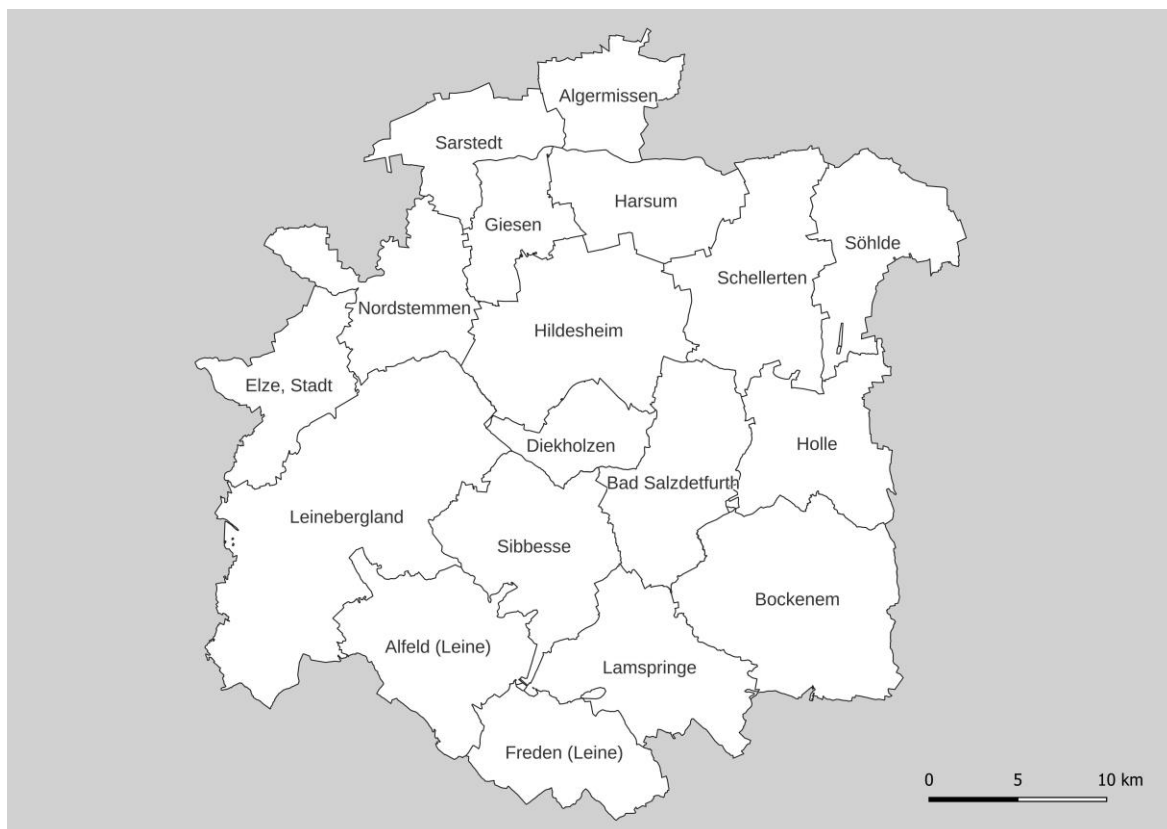 Algermissen
Sarstedt
Harsum
Giesen
Söhlde
Schellerten
Nordstemmen
Hildesheim
Elze, Stadt
Diekholzen
Holle
Bad Salzdetfurth
Leinebergland
Sibbesse
Bockenem
Alfeld (Leine)
Lamspringe
Freden (Leine)
0 5 10 km